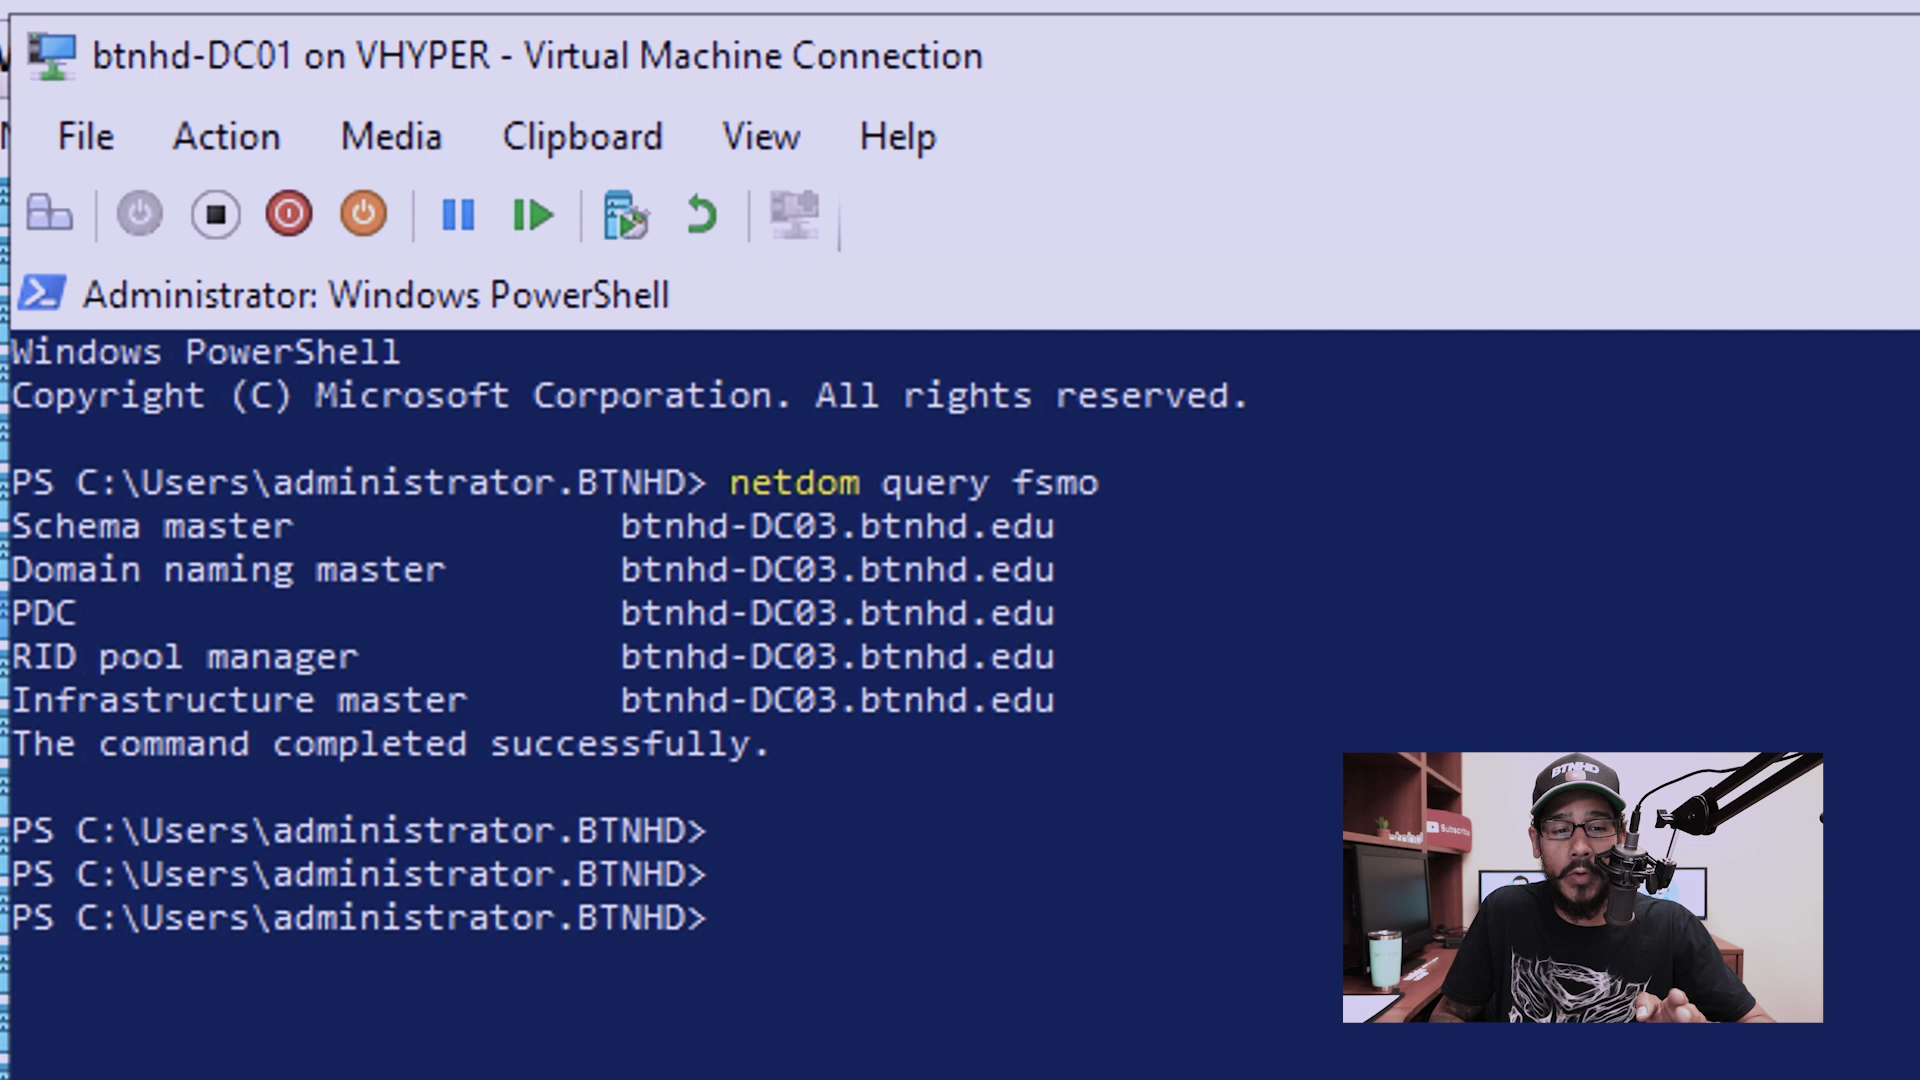 btnhd-DC01 on VHYPER - Virtual Machine Connection
File Action Media Clipboard View Help
Administrator: Windows PowerShell
Windows PowerShell
Copyright (C) Microsoft Corporation. All rights reserved.
PS C:\Users\administrator.BTNHD> netdom query fsmo
Schema master btnhd-DC03.btnhd.edu
Domain naming master btnhd-DC03.btnhd.edu
PDC btnhd-DC03.btnhd.edu
RID pool manager btnhd-DC03.btnhd.edu
Infrastructure master btnhd-DC03.btnhd.edu
The command completed successfully.
PS C:\Users\administrator.BTNHD>
PS C:\Users\administrator.BTNHD>
PS C:\Users\administrator.BTNHD>
BTNHD
Subscribe